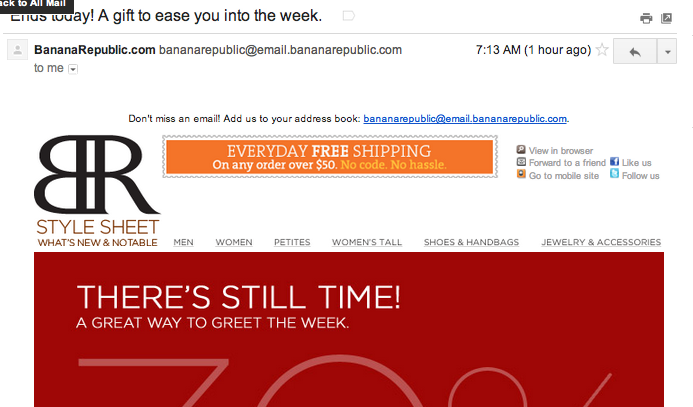 ack to All Mail
Ends today! A gift to ease you into the week.
BananaRepublic.com bananarepublic@email.bananarepublic.com
7:13 AM (1 hour ago)
to me
Don't miss an email! Add us to your address book: bananarepublic@email.bananarepublic.com.
BR
STYLE SHEET
WHAT'S NEW & NOTABLE
EVERYDAY FREE SHIPPING
On any order over $50. No code. No hassle.
View in browser
Forward to a friend
Like us
Go to mobile site
Follow us
MEN WOMEN PETITES WOMEN'S TALL SHOES & HANDBAGS JEWELRY & ACCESSORIES
THERE'S STILL TIME!
A GREAT WAY TO GREET THE WEEK.